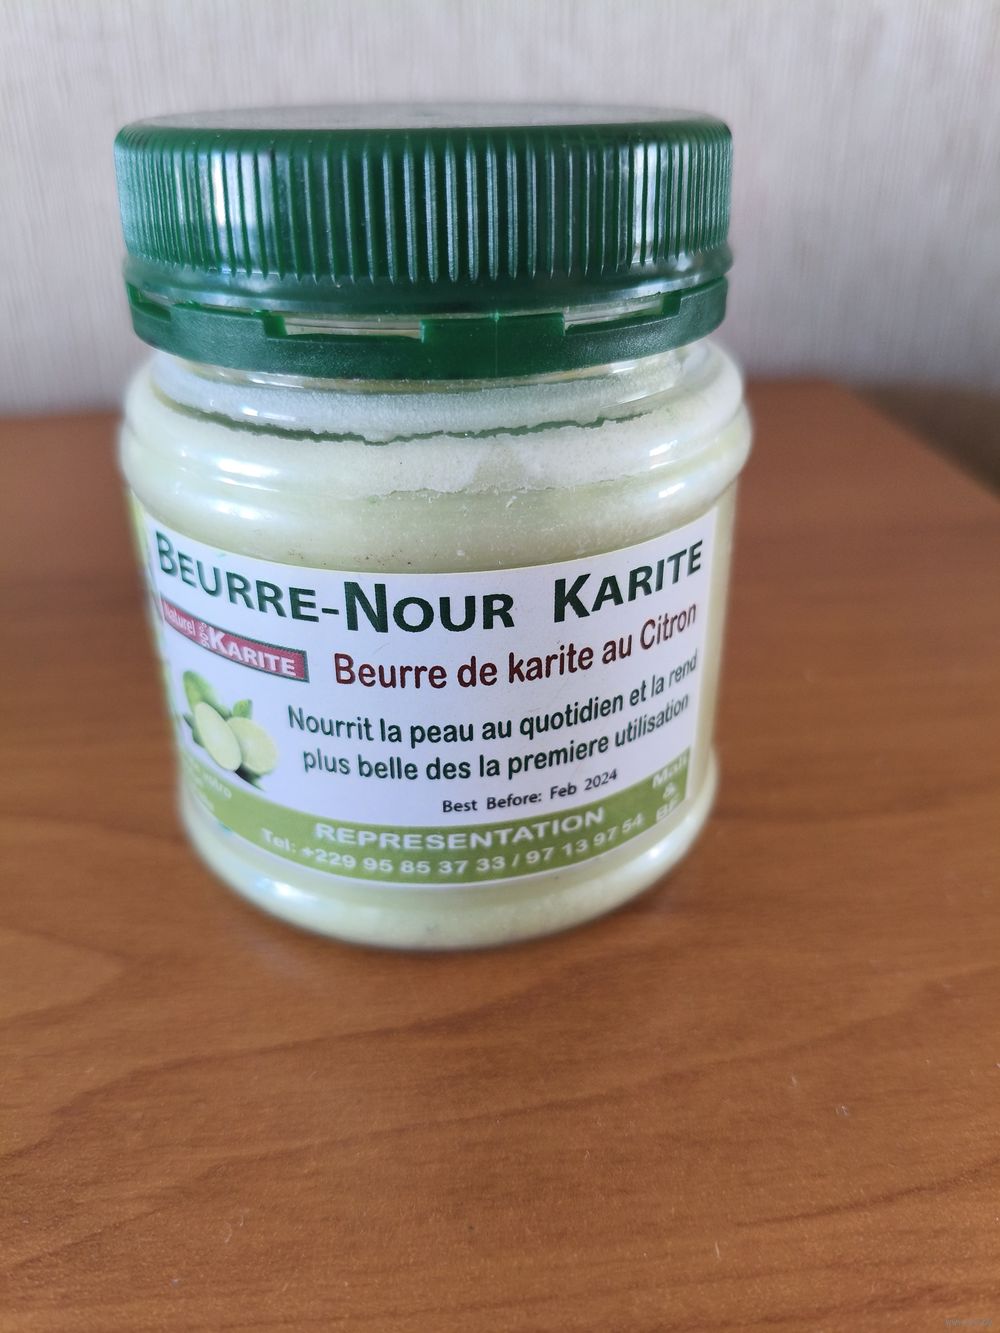 BEURRE-NOUR KARITE
Naturel
KARITE
Beurre de karite au Citron
Nourrit la peau au quotidien et la rend
plus belle des la premiere utilisation
Best Before: Feb 2024
REPRESENTATION
Mali
&
Tel: +229 95 85 37 33 / 97 13 97 54